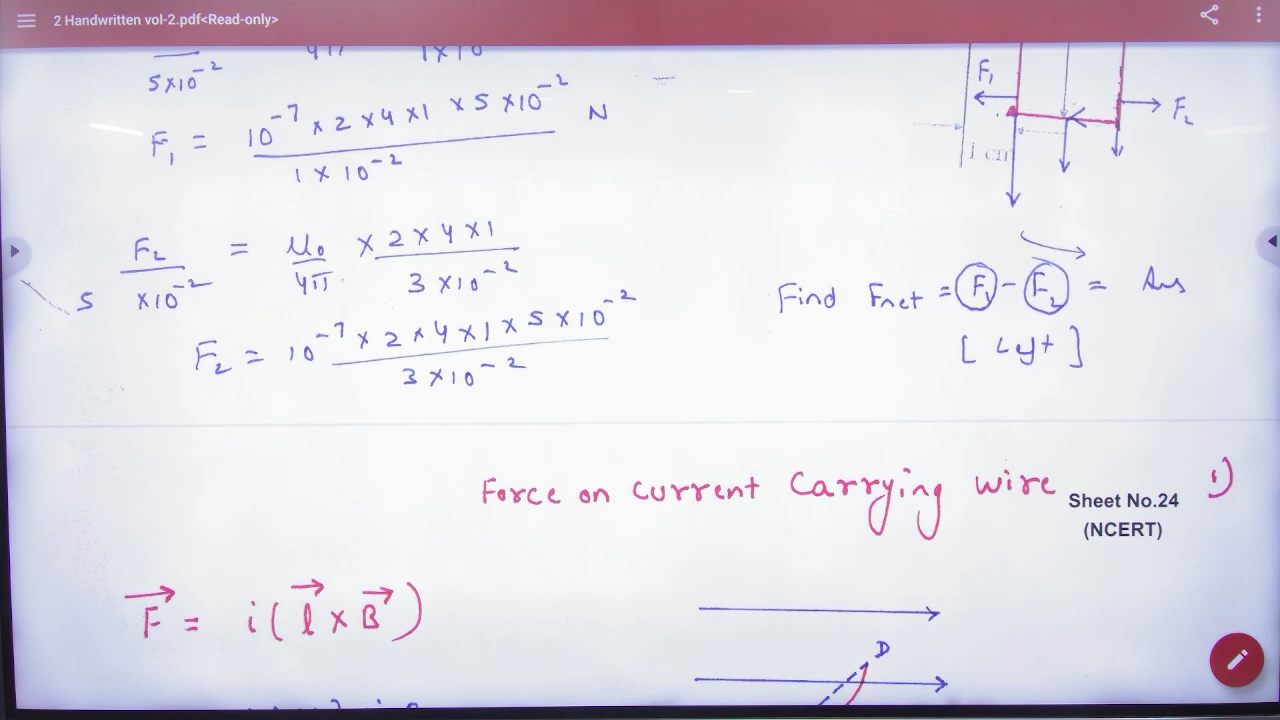 2 Handwritten vol-2.pdf<Read-only>
5×10⁻²
F₁ = 10⁻⁷ × 2 × 4 × 1 × 5 × 10⁻² N
1 × 10⁻²
F₁
F₂
1 cm
F₂ = μ₀ × 2 × 4 × 1
5 ×10⁻² 4π 3 ×10⁻²
F₂ = 10⁻⁷ × 2 × 4 × 1 × 5 × 10⁻²
3 × 10⁻²
Find Fnet = F₁ - F₂ = Ans
[Left]
Force on current Carrying wire
Sheet No.24
(NCERT)
1)
F⃗ = i(l⃗ × B⃗)
D